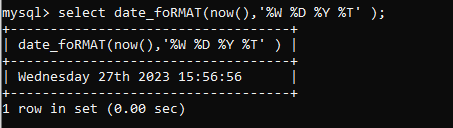 mysql> select date_foRMAT(now(),'%W %D %Y %T' );
+----------------------------------+
| date_foRMAT(now(),'%W %D %Y %T' ) |
+----------------------------------+
| Wednesday 27th 2023 15:56:56      |
+----------------------------------+
1 row in set (0.00 sec)